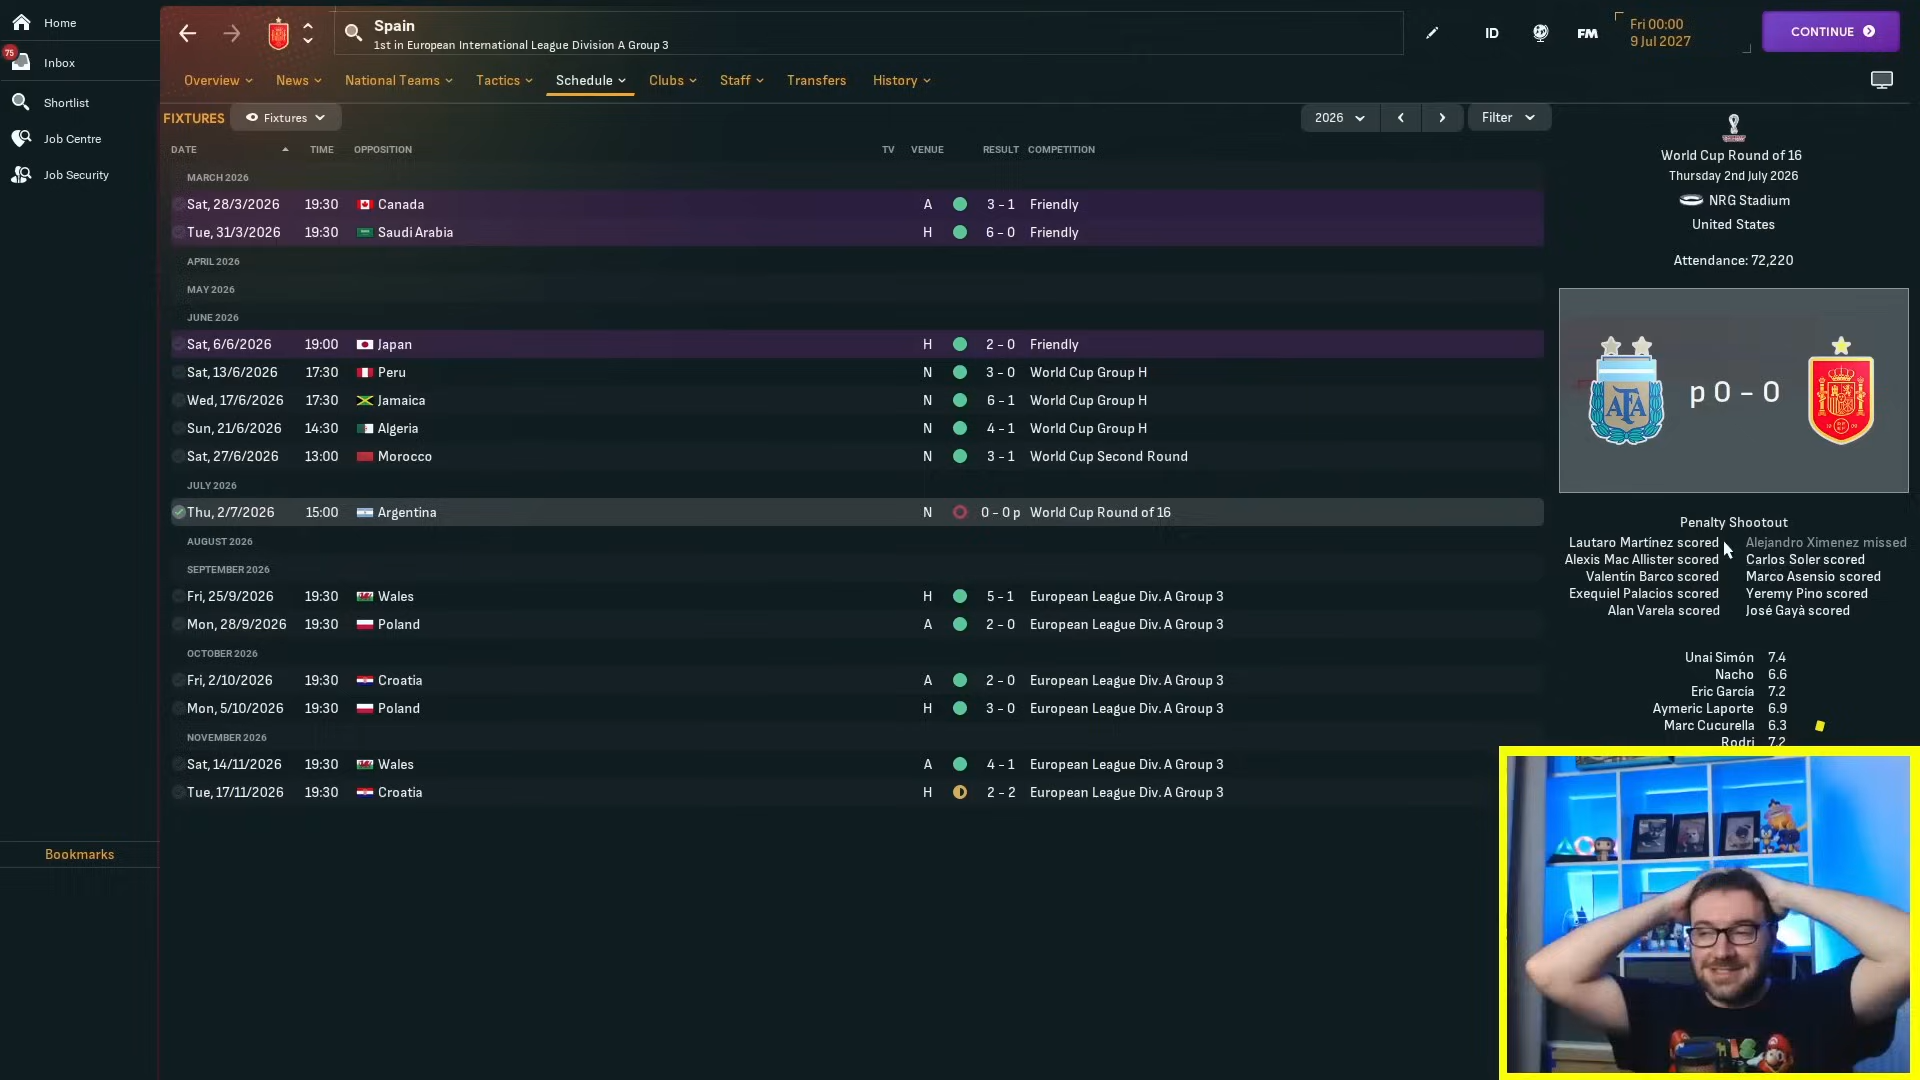 Home
75
Inbox
Shortlist
Job Centre
Job Security
Bookmarks
Spain
1st in European International League Division A Group 3
ID
FM
Fri 00:00
9 Jul 2027
CONTINUE
Overview News National Teams Tactics Schedule Clubs Staff Transfers History
FIXTURES Fixtures 2026 Filter
DATE TIME OPPOSITION TV VENUE RESULT COMPETITION
MARCH 2026
Sat, 28/3/2026 19:30 Canada A 3 - 1 Friendly
Tue, 31/3/2026 19:30 Saudi Arabia H 6 - 0 Friendly
APRIL 2026
MAY 2026
JUNE 2026
Sat, 6/6/2026 19:00 Japan H 2 - 0 Friendly
Sat, 13/6/2026 17:30 Peru N 3 - 0 World Cup Group H
Wed, 17/6/2026 17:30 Jamaica N 6 - 1 World Cup Group H
Sun, 21/6/2026 14:30 Algeria N 4 - 1 World Cup Group H
Sat, 27/6/2026 13:00 Morocco N 3 - 1 World Cup Second Round
JULY 2026
Thu, 2/7/2026 15:00 Argentina N 0 - 0 p World Cup Round of 16
AUGUST 2026
SEPTEMBER 2026
Fri, 25/9/2026 19:30 Wales H 5 - 1 European League Div. A Group 3
Mon, 28/9/2026 19:30 Poland A 2 - 0 European League Div. A Group 3
OCTOBER 2026
Fri, 2/10/2026 19:30 Croatia A 2 - 0 European League Div. A Group 3
Mon, 5/10/2026 19:30 Poland H 3 - 0 European League Div. A Group 3
NOVEMBER 2026
Sat, 14/11/2026 19:30 Wales A 4 - 1 European League Div. A Group 3
Tue, 17/11/2026 19:30 Croatia H 2 - 2 European League Div. A Group 3
World Cup Round of 16
Thursday 2nd July 2026
NRG Stadium
United States
Attendance: 72,220
AFA
p 0 - 0
Penalty Shootout
Lautaro Martínez scored Alejandro Ximenez missed
Alexis Mac Allister scored Carlos Soler scored
Valentín Barco scored Marco Asensio scored
Exequiel Palacios scored Yeremy Pino scored
Alan Varela scored José Gayà scored
Unai Simón 7.4
Nacho 6.6
Eric García 7.2
Aymeric Laporte 6.9
Marc Cucurella 6.3
Rodri 7.2